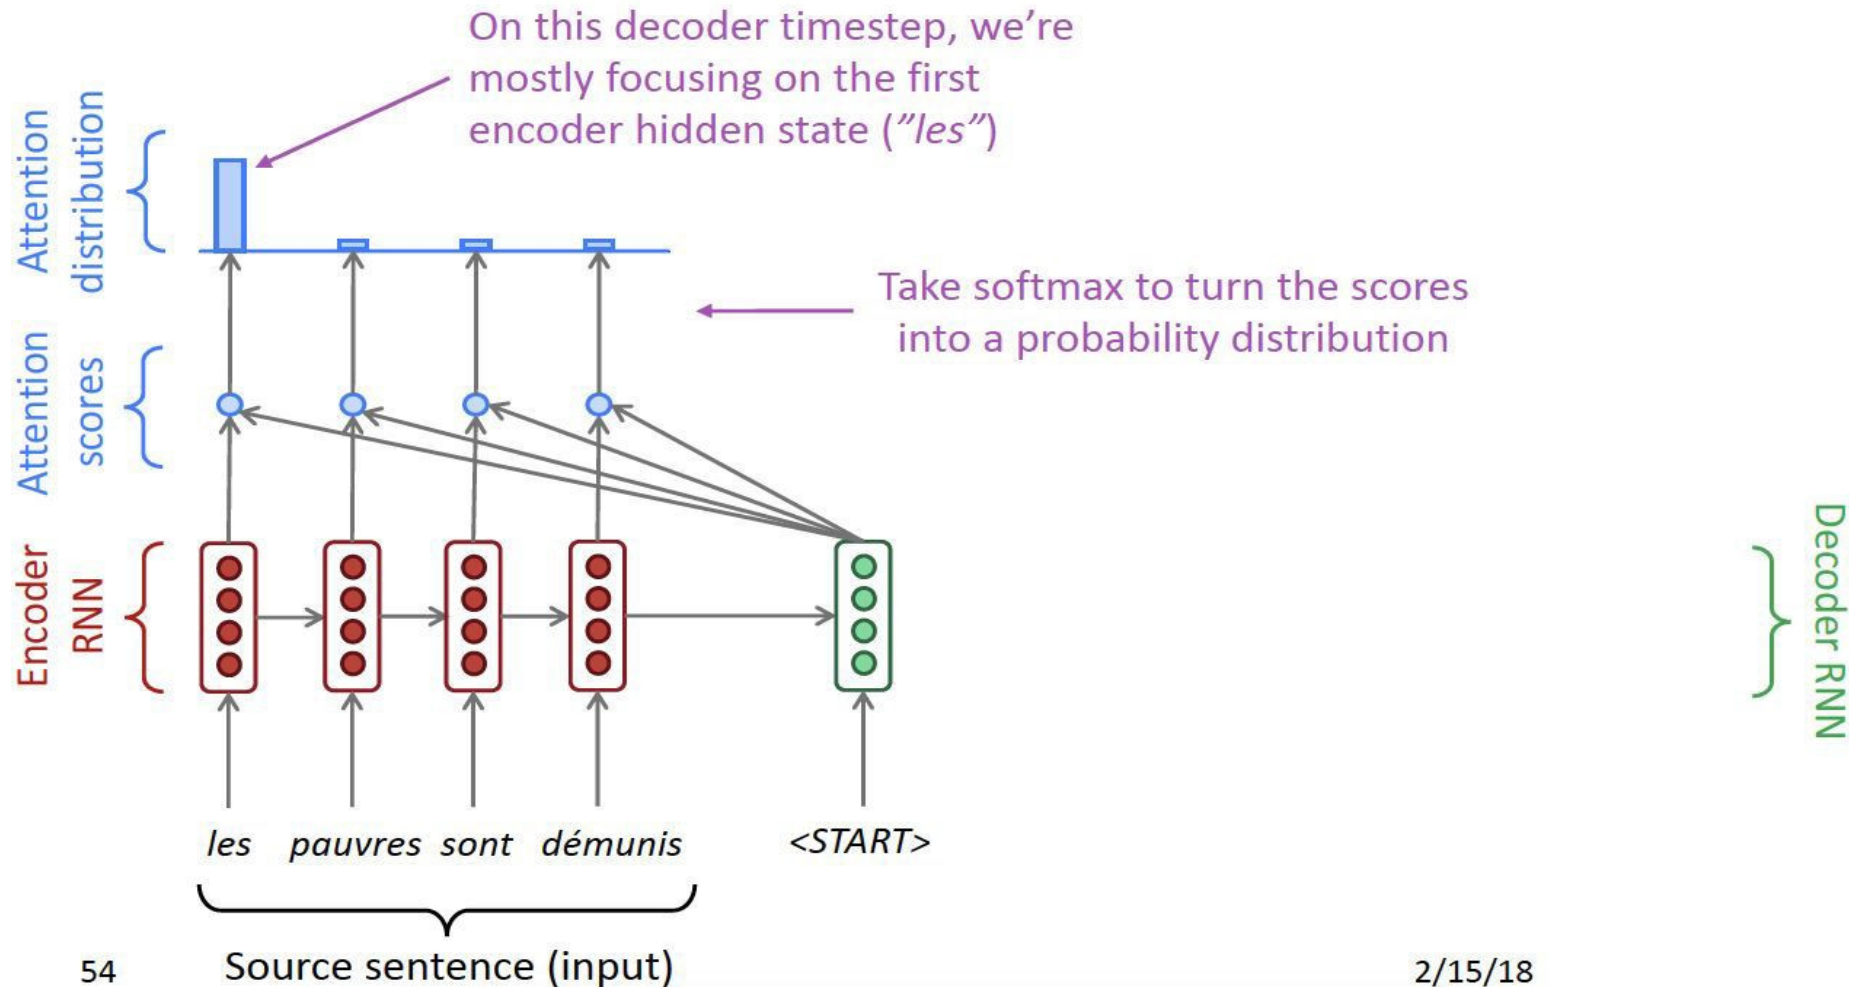 On this decoder timestep, we're
mostly focusing on the first
encoder hidden state (”les”)
Attention
distribution
Take softmax to turn the scores
into a probability distribution
Attention
scores
Encoder
RNN
Decoder RNN
les pauvres sont démunis <START>
Source sentence (input)
54
2/15/18